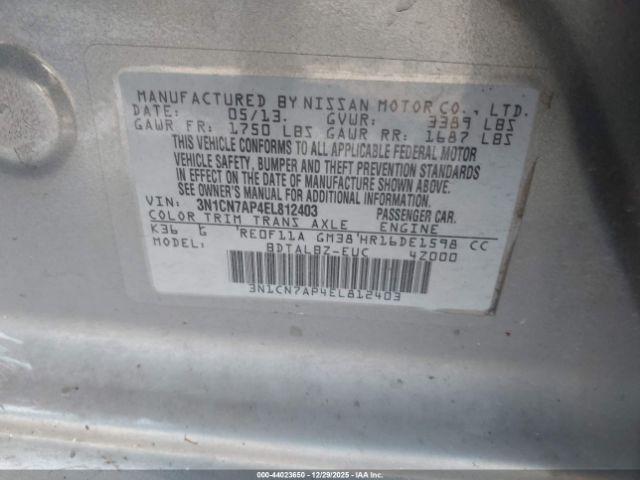 MANUFACTURED BY NISSAN MOTOR CO., LTD.
DATE: 05/13. GVWR: 3389 LBS
GAWR FR: 1750 LBS GAWR RR: 1687 LBS
THIS VEHICLE CONFORMS TO ALL APPLICABLE FEDERAL MOTOR
VEHICLE SAFETY, BUMPER AND THEFT PREVENTION STANDARDS
IN EFFECT ON THE DATE OF MANUFACTURE SHOWN ABOVE.
SEE OWNER'S MANUAL FOR ADDITIONAL INFORMATION.
VIN: 3N1CN7AP4EL812403 PASSENGER CAR.
COLOR TRIM TRANS AXLE ENGINE
K36 G RE0F11A GM38 HR16DE1598 CC
MODEL: BDTALBZ-EUC 4Z000
3N1CN7AP4EL812403
© 44023650 - 12/29/2025 - IAA Holdings, LLC